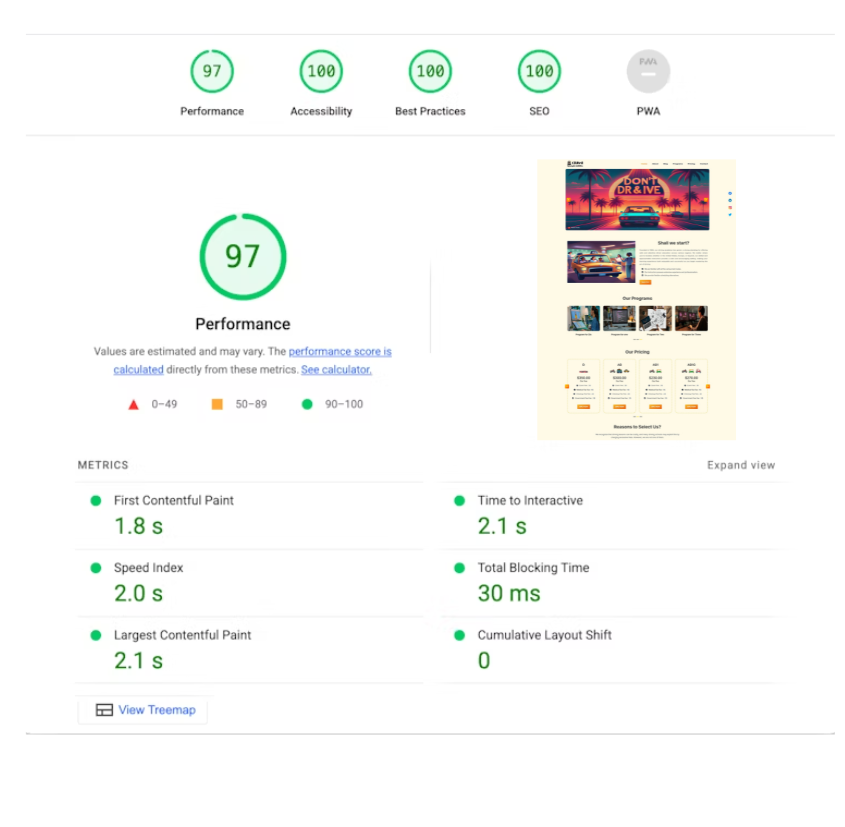 97
100
100
100
PWA
Performance
Accessibility
Best Practices
SEO
PWA
97
Performance
Values are estimated and may vary. The performance score is
calculated directly from these metrics. See calculator.
0–49
50–89
90–100
DON'T
DR & IVE
Shall we start?
Our Programs
Our Pricing
Reasons to Select Us?
METRICS
Expand view
First Contentful Paint
1.8 s
Time to Interactive
2.1 s
Speed Index
2.0 s
Total Blocking Time
30 ms
Largest Contentful Paint
2.1 s
Cumulative Layout Shift
0
View Treemap